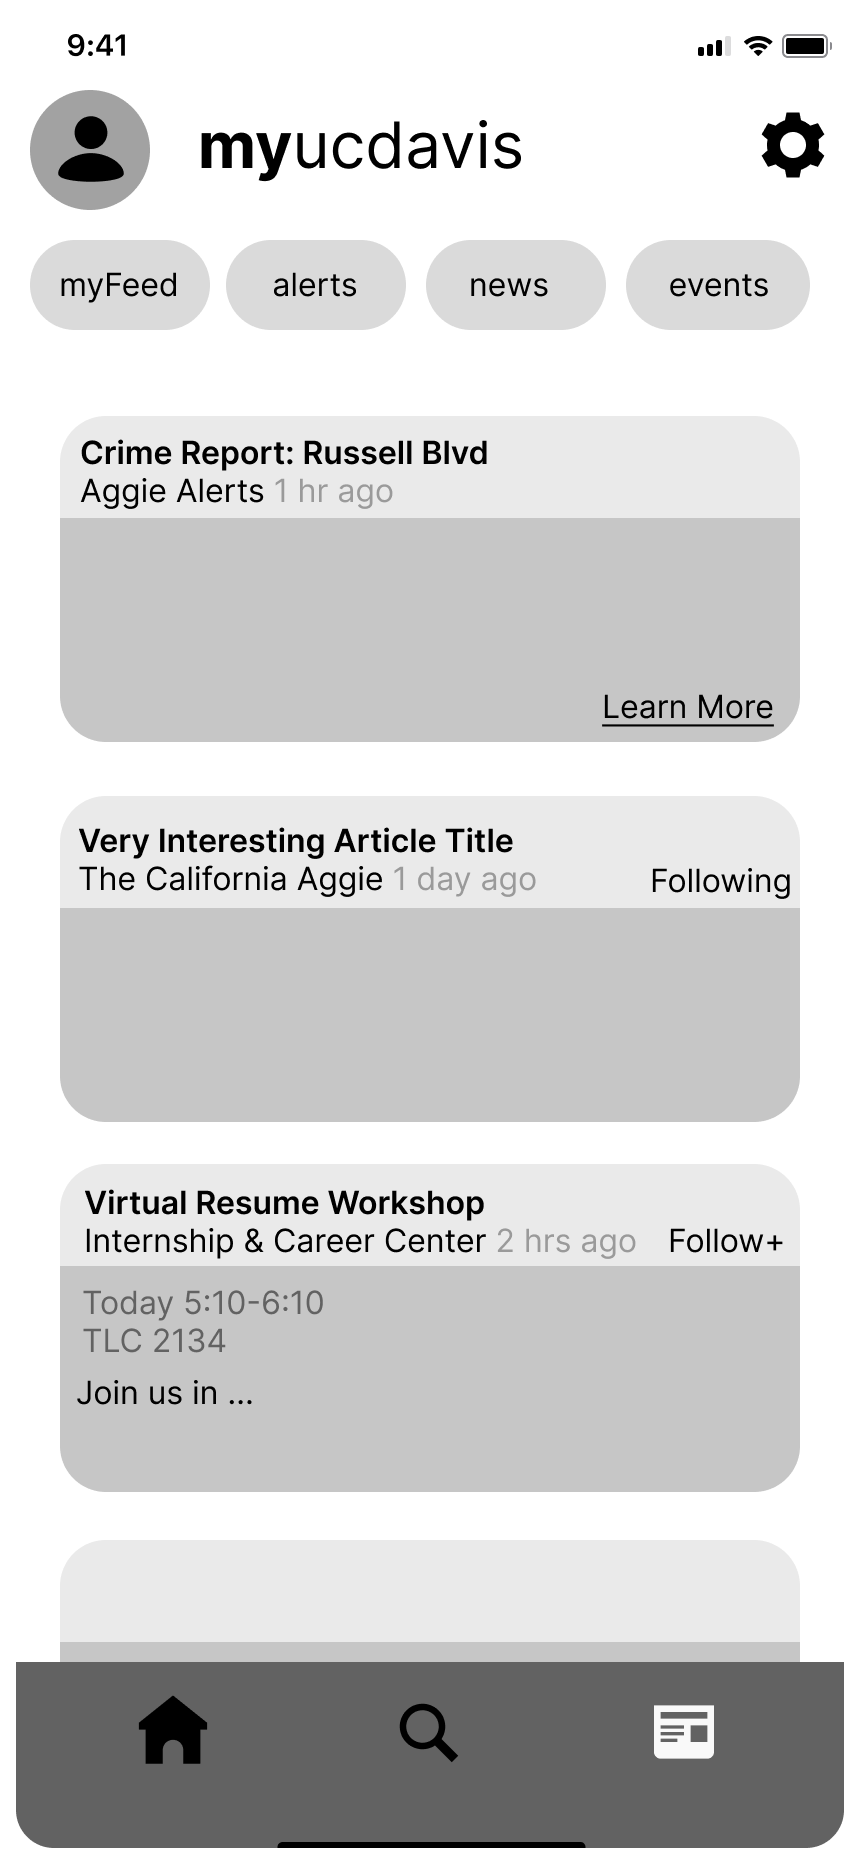 9:41
myucdavis
myFeed alerts news events
Crime Report: Russell Blvd
Aggie Alerts 1 hr ago
Learn More
Very Interesting Article Title
The California Aggie 1 day ago Following
Virtual Resume Workshop
Internship & Career Center 2 hrs ago Follow+
Today 5:10-6:10
TLC 2134
Join us in ...